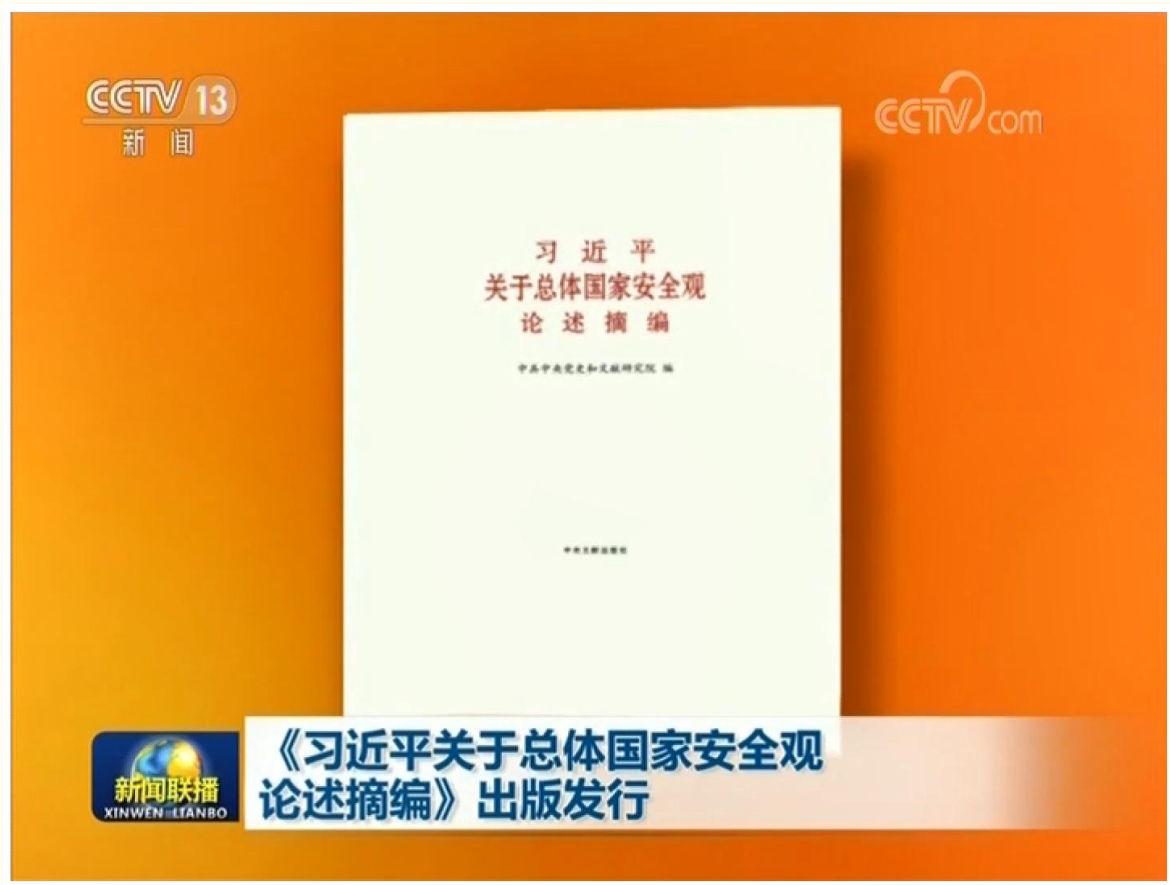 CCTV 13
新闻
CCTV.com
习近平
关于总体国家安全观
论述摘编
中共中央党史和文献研究院 编
中央文献出版社
《习近平关于总体国家安全观
论述摘编》出版发行
新闻联播
XINWEN LIANBO